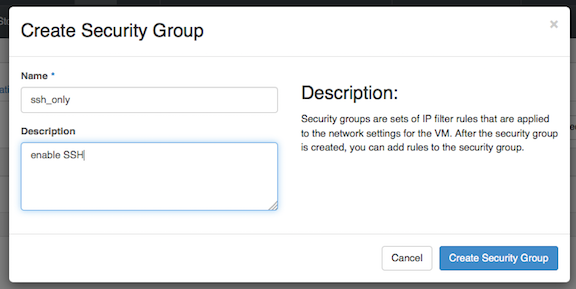 Create Security Group
×
Name *
ssh_only
Description
enable SSH
Description:
Security groups are sets of IP filter rules that are applied
to the network settings for the VM. After the security group
is created, you can add rules to the security group.
Cancel
Create Security Group